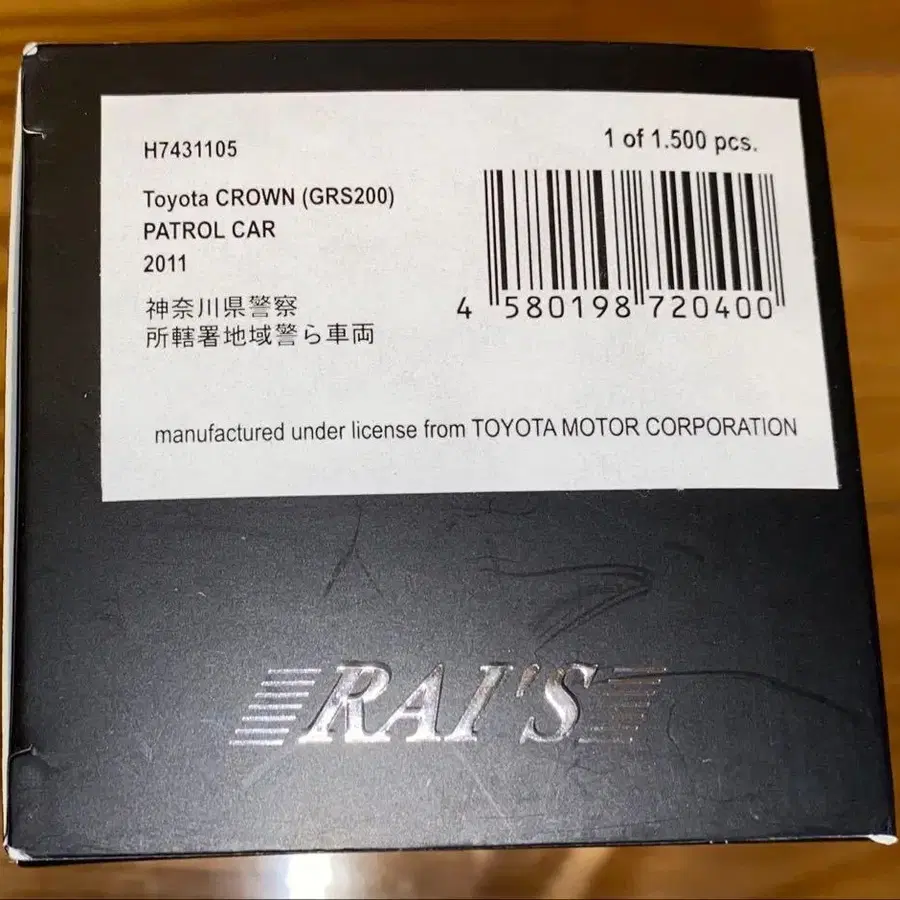 H7431105
1 of 1.500 pcs.
Toyota CROWN (GRS200)
PATROL CAR
2011
神奈川県警察
所轄署地域警ら車両
4 580198 720400
manufactured under license from TOYOTA MOTOR CORPORATION
RAI'S